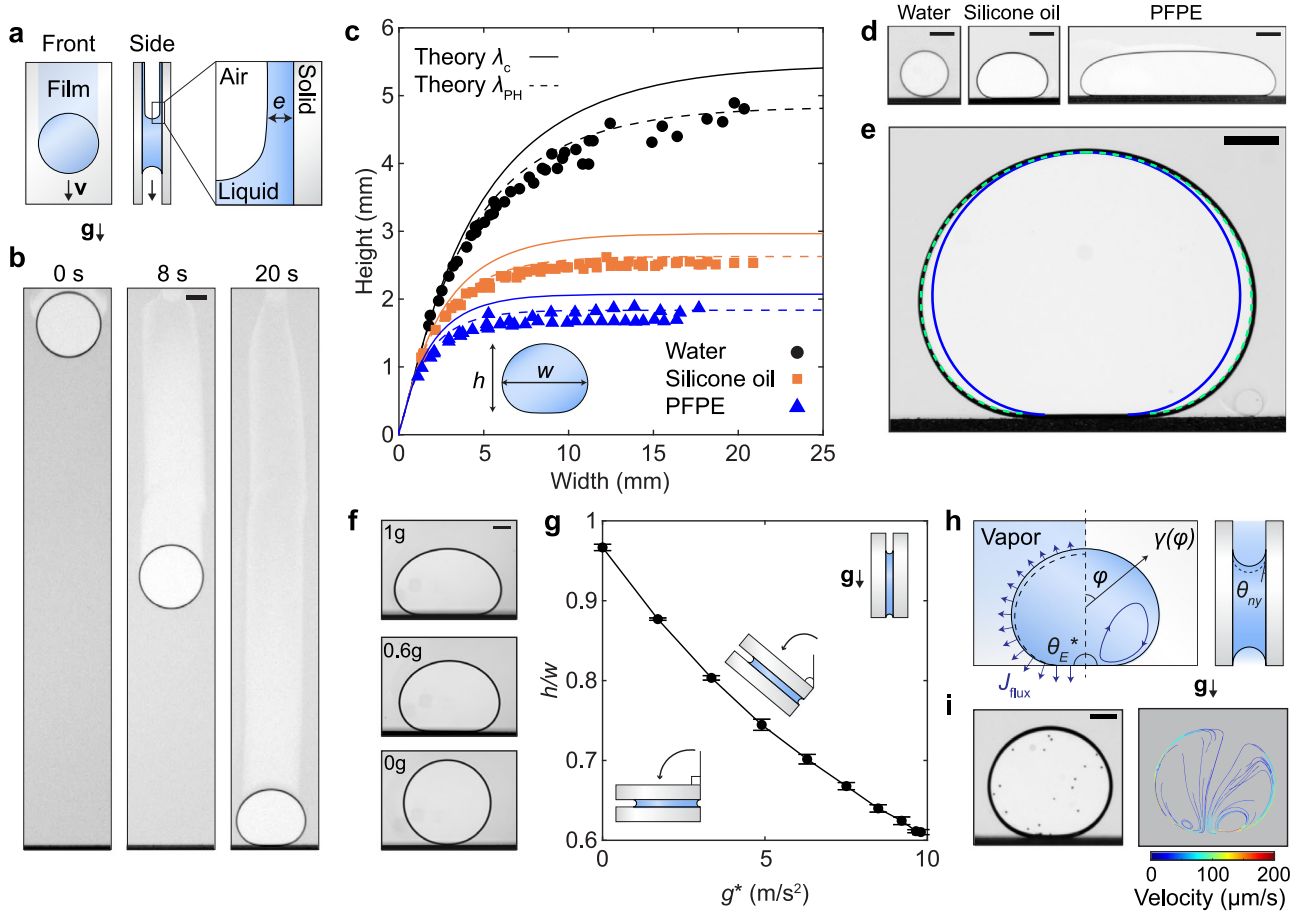 a
Front
Side
Film
v
Air
e
Solid
Liquid
g↓
b
0 s
8 s
20 s
c
Theory λc
Theory λPH
Height (mm)
6
5
4
3
2
1
0
h
w
Water
Silicone oil
PFPE
0
5
10
15
20
25
Width (mm)
d
Water
Silicone oil
PFPE
e
f
1g
0.6g
0g
g
1
0.9
0.8
0.7
0.6
h/w
g↓
0
5
10
g* (m/s²)
h
Vapor
γ(φ)
φ
θE*
Jflux
θny
g↓
i
0
100
200
Velocity (µm/s)